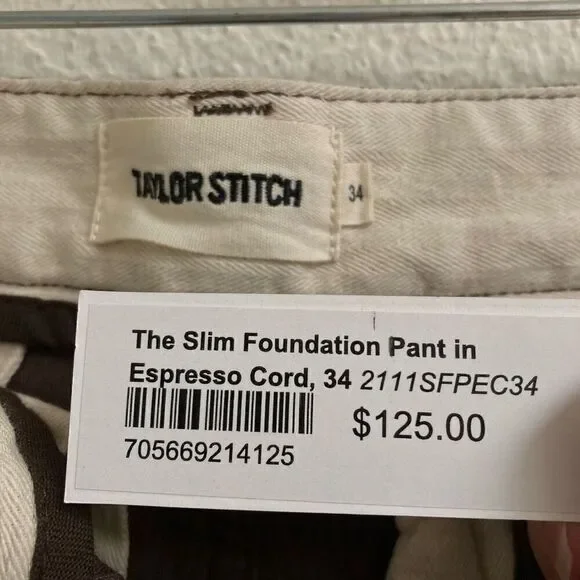 TAYLOR STITCH
34
The Slim Foundation Pant in
Espresso Cord, 34 2111SFPEC34
$125.00
705669214125